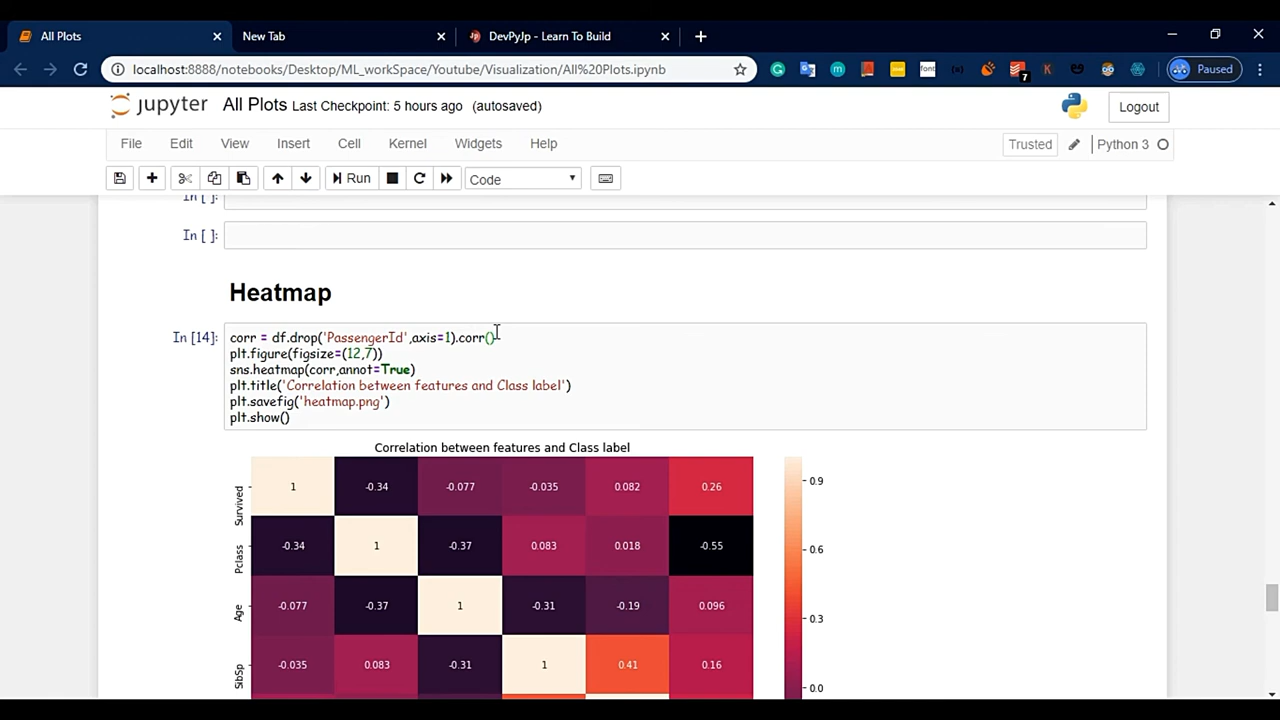 All Plots
New Tab
DevPyJp - Learn To Build
localhost:8888/notebooks/Desktop/ML_workSpace/Youtube/Visualization/All%20Plots.ipynb
font
7
Paused
jupyter All Plots Last Checkpoint: 5 hours ago (autosaved)
Logout
File Edit View Insert Cell Kernel Widgets Help
Trusted
Python 3
Run
Code
In [ ]:
In [ ]:
Heatmap
In [14]:
corr = df.drop('PassengerId',axis=1).corr()
plt.figure(figsize=(12,7))
sns.heatmap(corr,annot=True)
plt.title('Correlation between features and Class label')
plt.savefig('heatmap.png')
plt.show()
Correlation between features and Class label
Survived 1 -0.34 -0.077 -0.035 0.082 0.26
Pclass -0.34 1 -0.37 0.083 0.018 -0.55
Age -0.077 -0.37 1 -0.31 -0.19 0.096
SibSp -0.035 0.083 -0.31 1 0.41 0.16
0.9
0.6
0.3
0.0